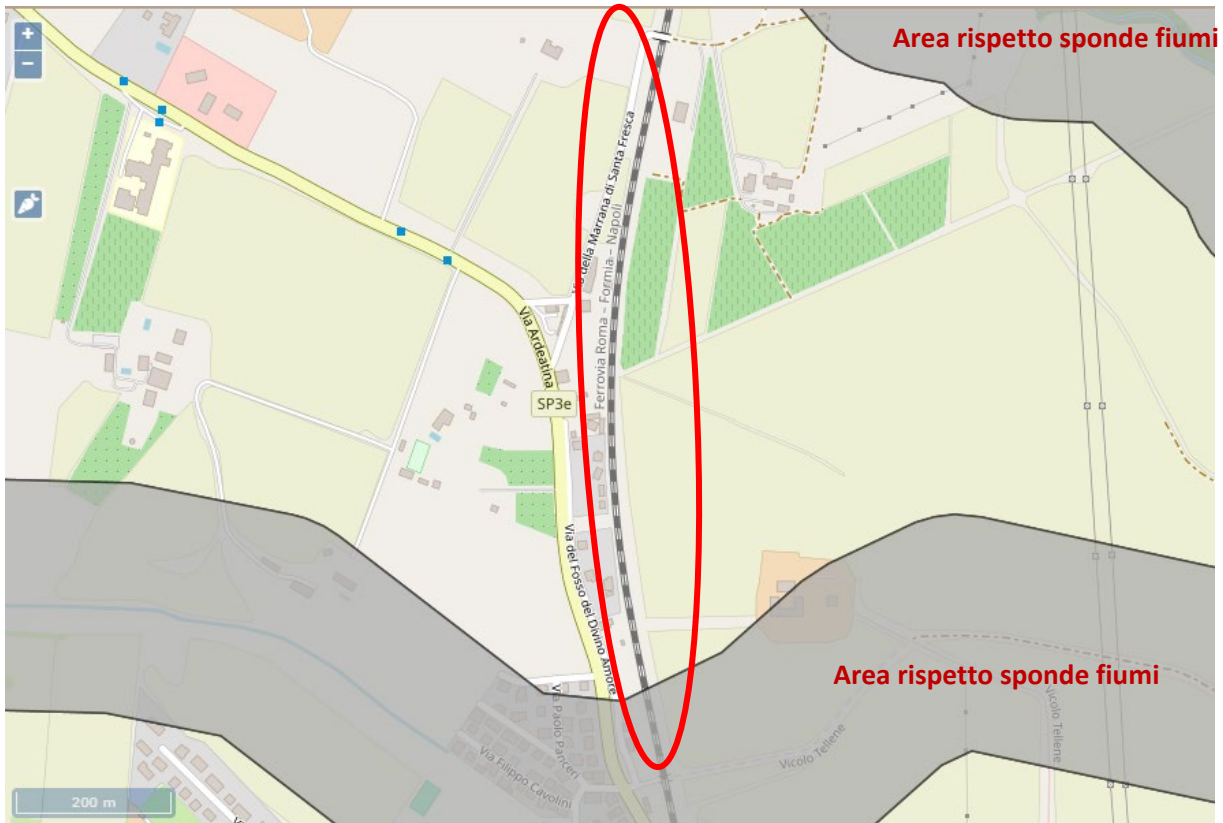 +
Area rispetto sponde fiumi
−
Via della Marrana di Santa Fresca
Ferrovia Roma – Formia – Napoli
Via Ardeatina
SP3e
Via del Fosso del Divino Amore
Area rispetto sponde fiumi
Via Paolo Panceri
Vicolo Tellene
Vicolo Tellene
Via Filippo Cavolini
200 m